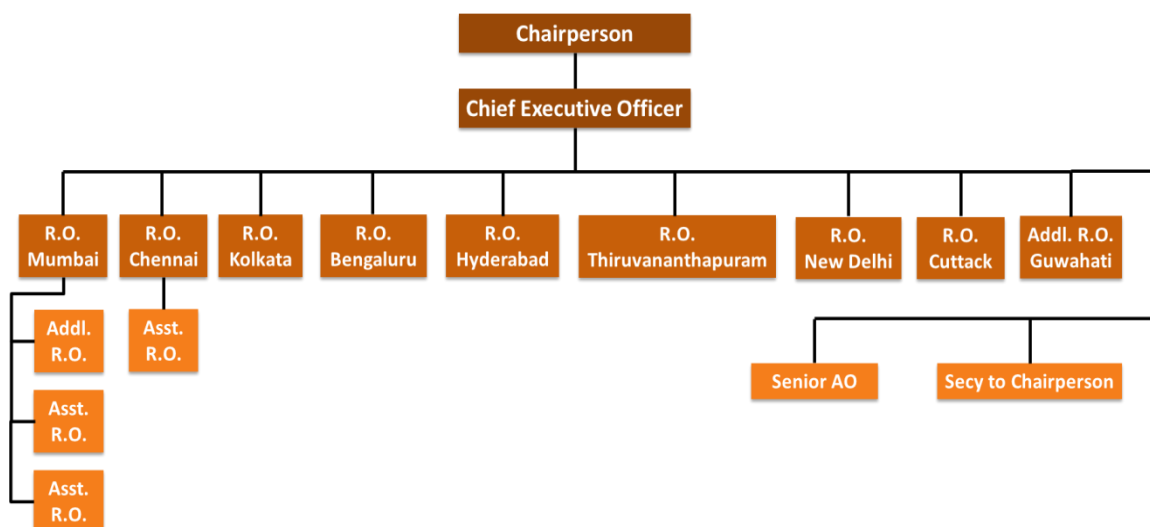 Chairperson
Chief Executive Officer
R.O.
Mumbai
R.O.
Chennai
R.O.
Kolkata
R.O.
Bengaluru
R.O.
Hyderabad
R.O.
Thiruvananthapuram
R.O.
New Delhi
R.O.
Cuttack
Addl. R.O.
Guwahati
Addl.
R.O.
Asst.
R.O.
Senior AO
Secy to Chairperson
Asst.
R.O.
Asst.
R.O.